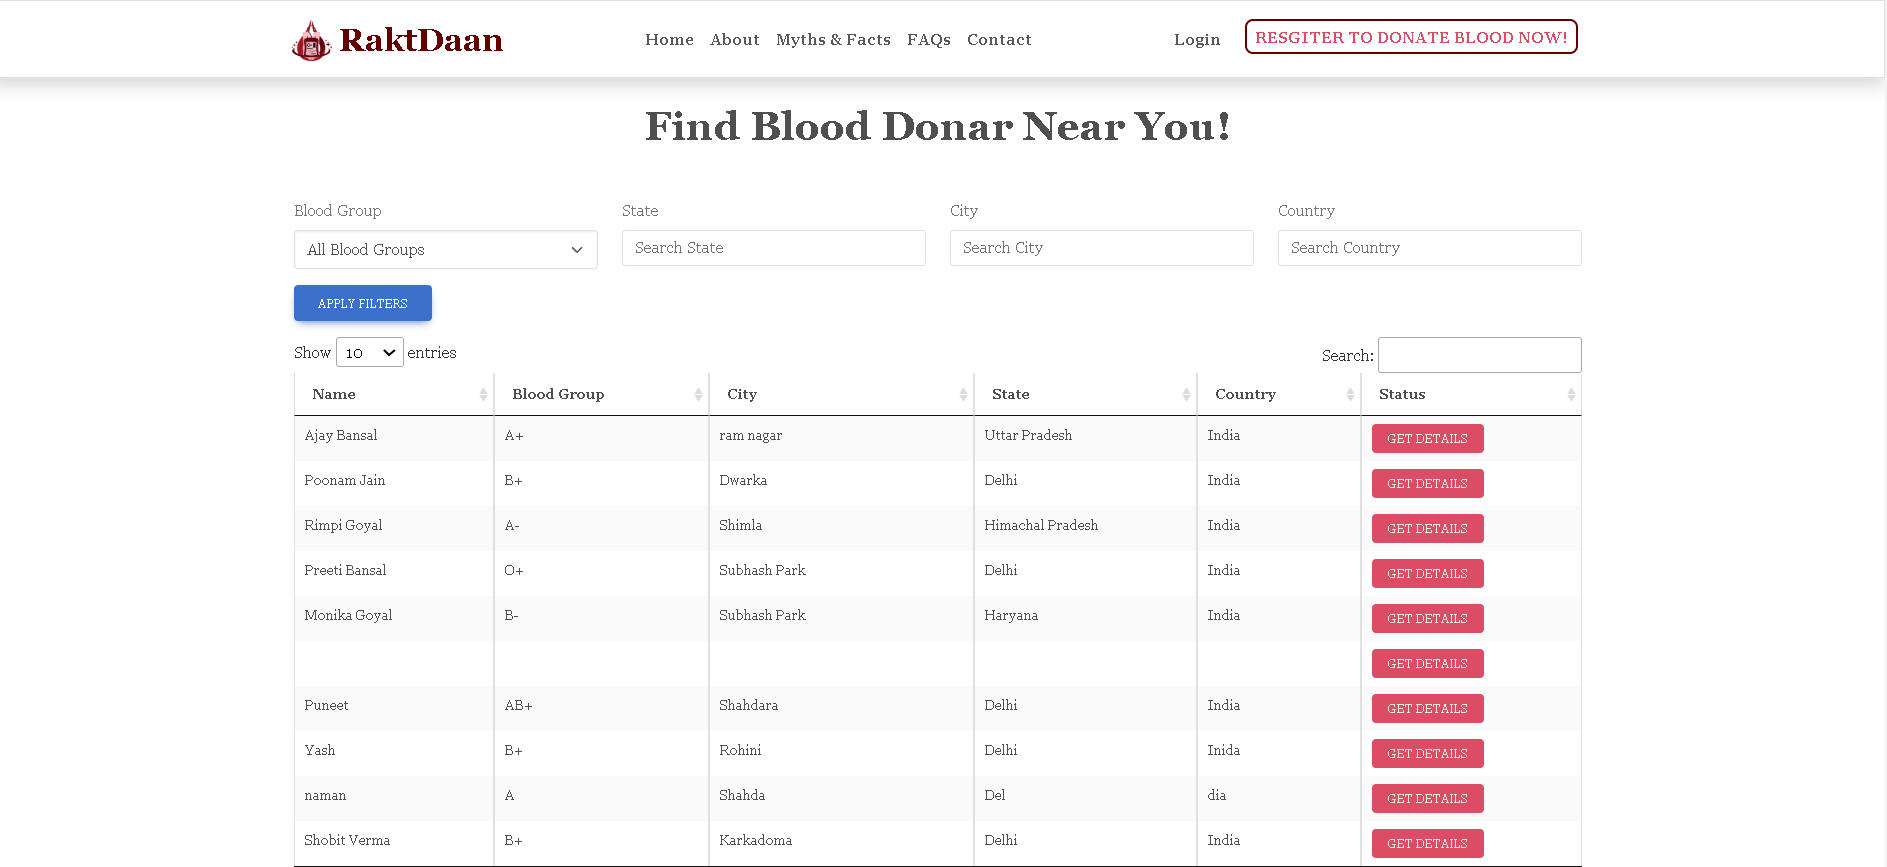 RaktDaan Home About Myths & Facts FAQs Contact Login RESGITER TO DONATE BLOOD NOW!
Find Blood Donar Near You!
Blood Group State City Country
All Blood Groups Search State Search City Search Country
APPLY FILTERS
Show 10 entries Search:
Name Blood Group City State Country Status
Ajay Bansal A+ ram nagar Uttar Pradesh India GET DETAILS
Poonam Jain B+ Dwarka Delhi India GET DETAILS
Rimpi Goyal A- Shimla Himachal Pradesh India GET DETAILS
Preeti Bansal O+ Subhash Park Delhi India GET DETAILS
Monika Goyal B- Subhash Park Haryana India GET DETAILS
GET DETAILS
Puneet AB+ Shahdara Delhi India GET DETAILS
Yash B+ Rohini Delhi Inida GET DETAILS
naman A Shahda Del dia GET DETAILS
Shobit Verma B+ Karkadoma Delhi India GET DETAILS